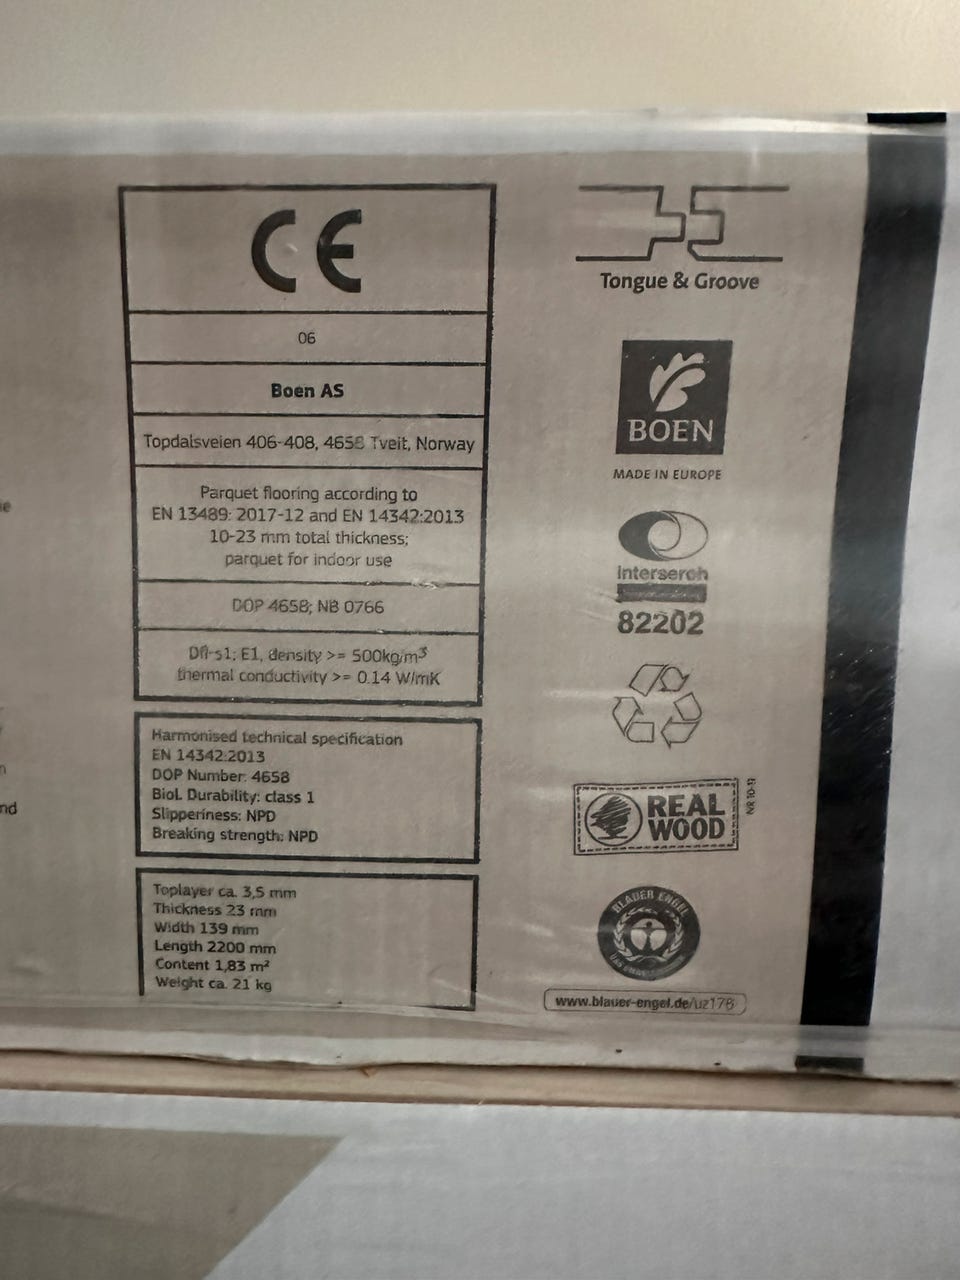 CE
06
Boen AS
Topdalsveien 406-408, 4658 Tveit, Norway
Parquet flooring according to
EN 13489: 2017-12 and EN 14342:2013
10-23 mm total thickness;
parquet for indoor use
DOP 4658; NB 0766
Dfl-s1; E1, density >= 500kg/m³
thermal conductivity >= 0.14 W/mK
Harmonised technical specification
EN 14342:2013
DOP Number: 4658
Biol. Durability: class 1
Slipperiness: NPD
Breaking strength: NPD
Toplayer ca. 3,5 mm
Thickness 23 mm
Width 139 mm
Length 2200 mm
Content 1,83 m²
Weight ca. 21 kg
Tongue & Groove
BOEN
MADE IN EUROPE
Interseroh
82202
REAL
WOOD
BLAUER ENGEL
www.blauer-engel.de/uz176